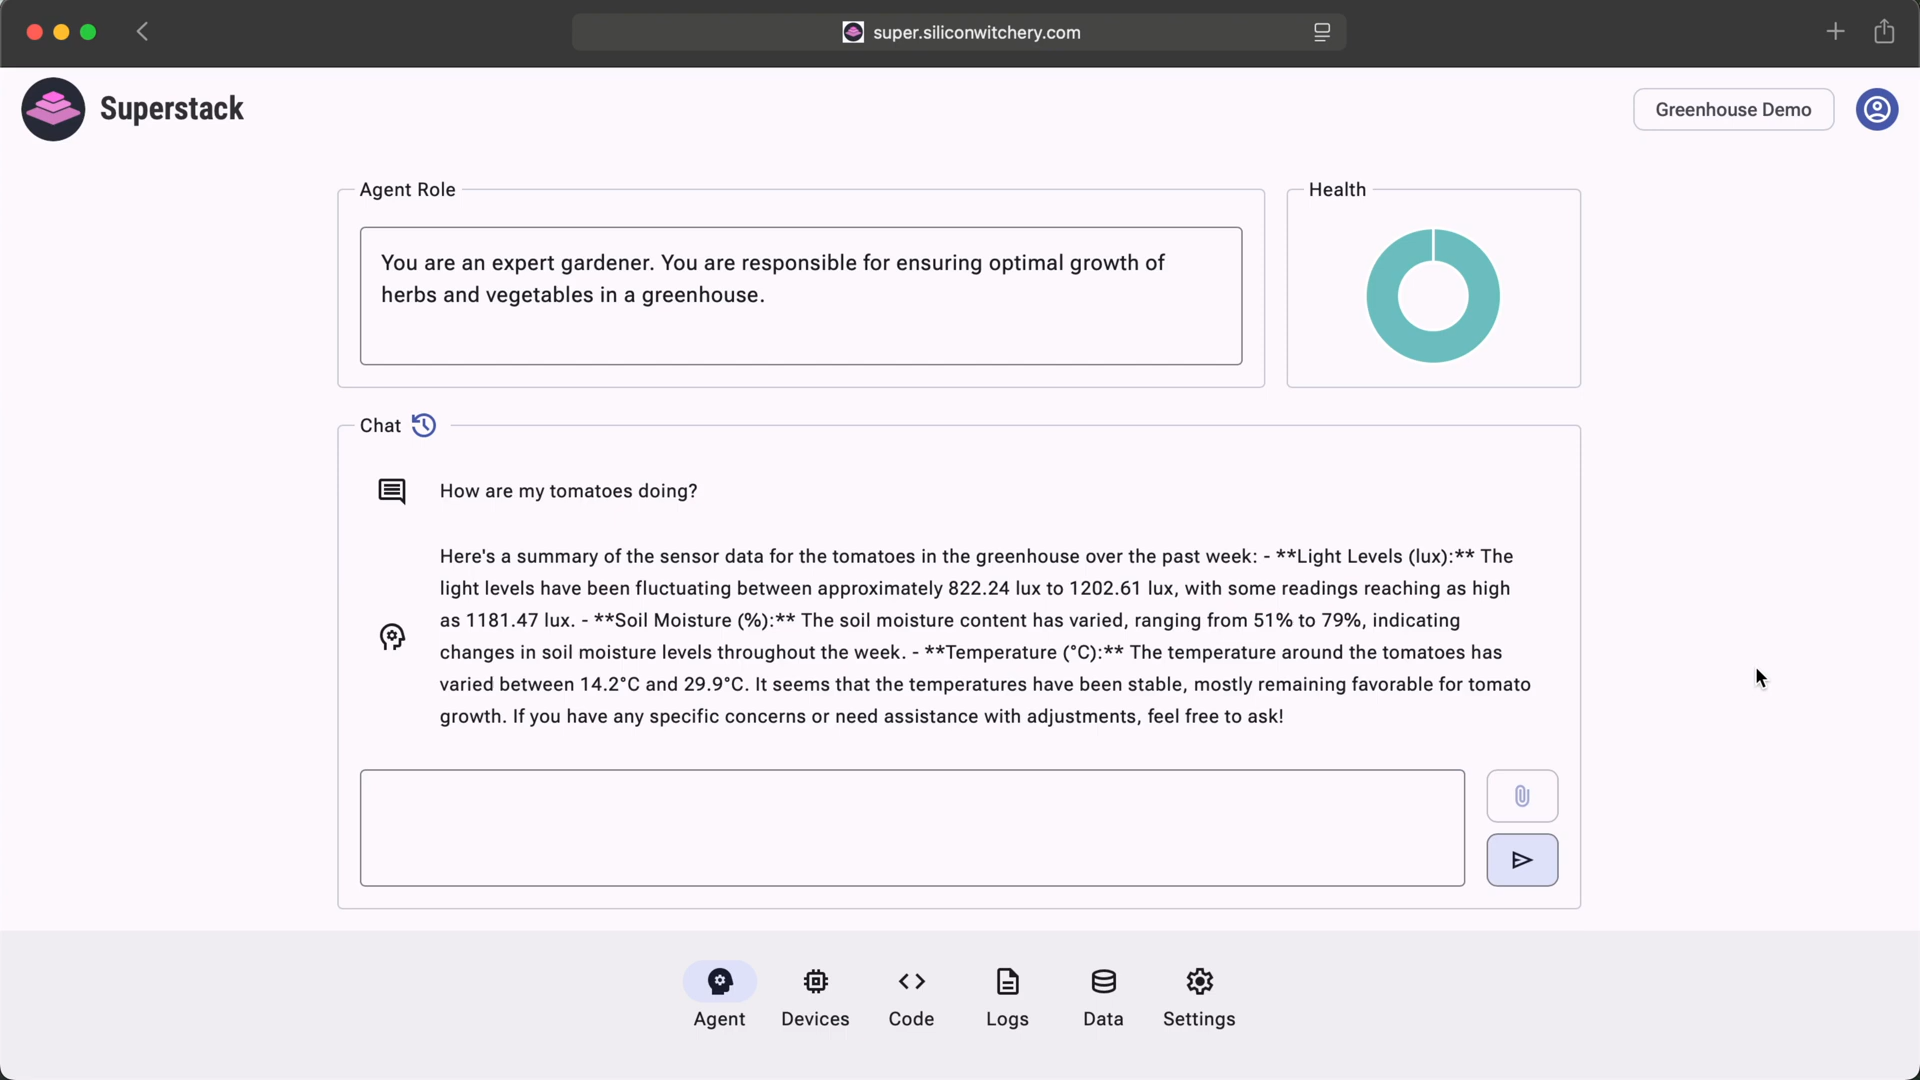 super.siliconwitchery.com
Superstack
Greenhouse Demo
Agent Role
Health
You are an expert gardener. You are responsible for ensuring optimal growth of
herbs and vegetables in a greenhouse.
Chat
How are my tomatoes doing?
Here's a summary of the sensor data for the tomatoes in the greenhouse over the past week: - **Light Levels (lux):** The
light levels have been fluctuating between approximately 822.24 lux to 1202.61 lux, with some readings reaching as high
as 1181.47 lux. - **Soil Moisture (%):** The soil moisture content has varied, ranging from 51% to 79%, indicating
changes in soil moisture levels throughout the week. - **Temperature (°C):** The temperature around the tomatoes has
varied between 14.2°C and 29.9°C. It seems that the temperatures have been stable, mostly remaining favorable for tomato
growth. If you have any specific concerns or need assistance with adjustments, feel free to ask!
Agent
Devices
Code
Logs
Data
Settings